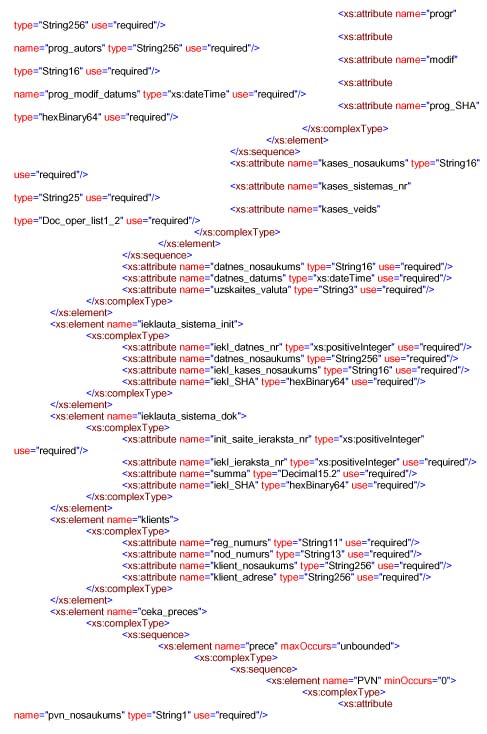 <xs:attribute name="progr"
type="String256" use="required"/>
<xs:attribute
name="prog_autors" type="String256" use="required"/>
<xs:attribute name="modif"
type="String16" use="required"/>
<xs:attribute
name="prog_modif_datums" type="xs:dateTime" use="required"/>
<xs:attribute name="prog_SHA"
type="hexBinary64" use="required"/>
</xs:complexType>
</xs:element>
</xs:sequence>
<xs:attribute name="kases_nosaukums" type="String16"
use="required"/>
<xs:attribute name="kases_sistemas_nr"
type="String25" use="required"/>
<xs:attribute name="kases_veids"
type="Doc_oper_list1_2" use="required"/>
</xs:complexType>
</xs:element>
</xs:sequence>
<xs:attribute name="datnes_nosaukums" type="String16" use="required"/>
<xs:attribute name="datnes_datums" type="xs:dateTime" use="required"/>
<xs:attribute name="uzskaites_valuta" type="String3" use="required"/>
</xs:complexType>
</xs:element>
<xs:element name="ieklauta_sistema_init">
<xs:complexType>
<xs:attribute name="iekl_datnes_nr" type="xs:positiveInteger" use="required"/>
<xs:attribute name="datnes_nosaukums" type="String256" use="required"/>
<xs:attribute name="iekl_kases_nosaukums" type="String16" use="required"/>
<xs:attribute name="iekl_SHA" type="hexBinary64" use="required"/>
</xs:complexType>
</xs:element>
<xs:element name="ieklauta_sistema_dok">
<xs:complexType>
<xs:attribute name="init_saite_ieraksta_nr" type="xs:positiveInteger"
use="required"/>
<xs:attribute name="iekl_ieraksta_nr" type="xs:positiveInteger" use="required"/>
<xs:attribute name="summa" type="Decimal15.2" use="required"/>
<xs:attribute name="iekl_SHA" type="hexBinary64" use="required"/>
</xs:complexType>
</xs:element>
<xs:element name="klients">
<xs:complexType>
<xs:attribute name="reg_numurs" type="String11" use="required"/>
<xs:attribute name="nod_numurs" type="String13" use="required"/>
<xs:attribute name="klient_nosaukums" type="String256" use="required"/>
<xs:attribute name="klient_adrese" type="String256" use="required"/>
</xs:complexType>
</xs:element>
<xs:element name="ceka_preces">
<xs:complexType>
<xs:sequence>
<xs:element name="prece" maxOccurs="unbounded">
<xs:complexType>
<xs:sequence>
<xs:element name="PVN" minOccurs="0">
<xs:complexType>
<xs:attribute
name="pvn_nosaukums" type="String1" use="required"/>